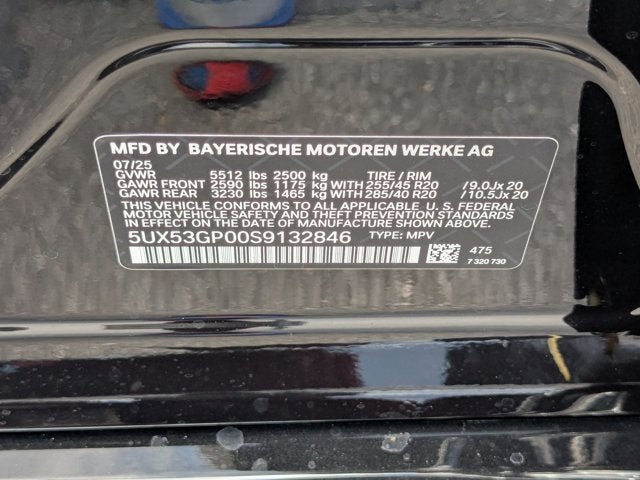 MFD BY BAYERISCHE MOTOREN WERKE AG
07/25
GVWR 5512 lbs 2500 kg TIRE / RIM
GAWR FRONT 2590 lbs 1175 kg WITH 255/45 R20 /9.0Jx 20
GAWR REAR 3230 lbs 1465 kg WITH 285/40 R20 /10.5Jx 20
THIS VEHICLE CONFORMS TO ALL APPLICABLE U. S. FEDERAL
MOTOR VEHICLE SAFETY AND THEFT PREVENTION STANDARDS
IN EFFECT ON THE DATE OF MANUFACTURE SHOWN ABOVE.
5UX53GP00S9132846 TYPE: MPV
475
7 320 730